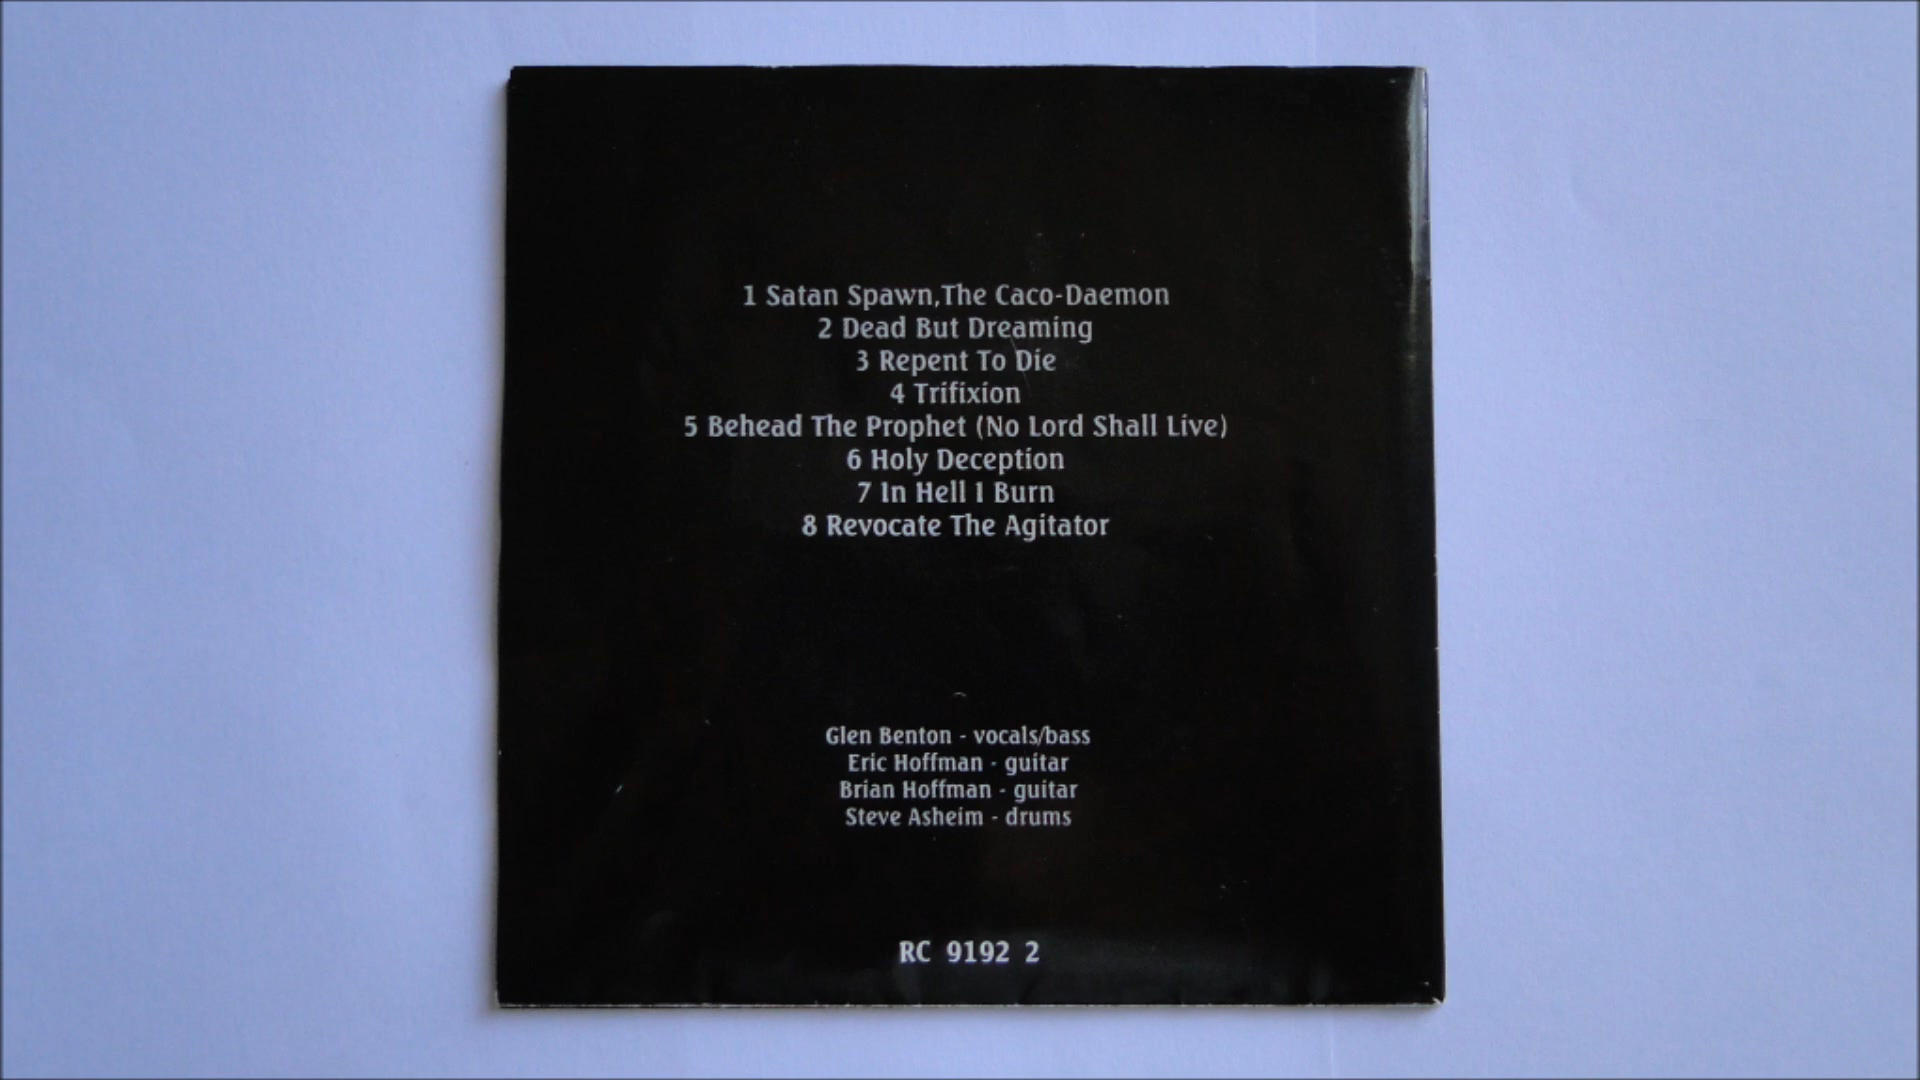 1 Satan Spawn,The Caco-Daemon
2 Dead But Dreaming
3 Repent To Die
4 Trifixion
5 Behead The Prophet (No Lord Shall Live)
6 Holy Deception
7 In Hell I Burn
8 Revocate The Agitator
Glen Benton - vocals/bass
Eric Hoffman - guitar
Brian Hoffman - guitar
Steve Asheim - drums
RC 9192 2